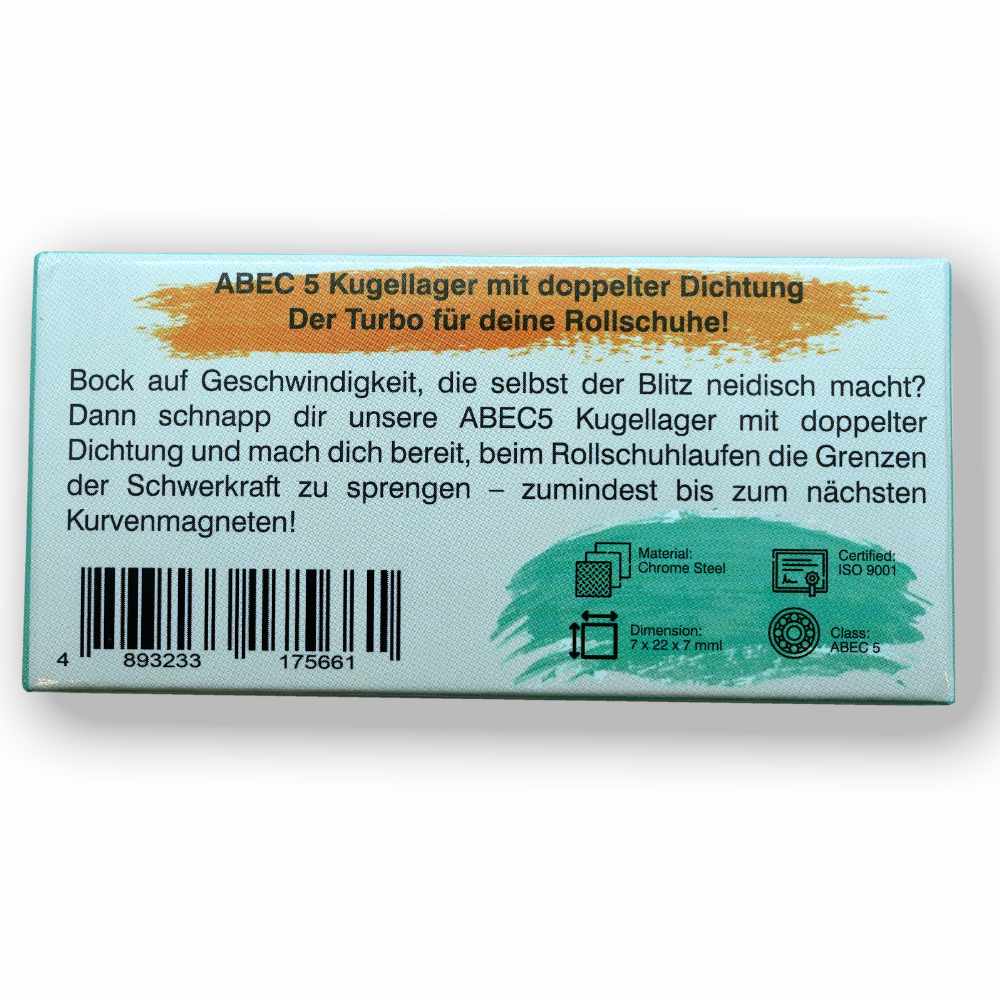 ABEC 5 Kugellager mit doppelter Dichtung
Der Turbo für deine Rollschuhe!
Bock auf Geschwindigkeit, die selbst der Blitz neidisch macht?
Dann schnapp dir unsere ABEC5 Kugellager mit doppelter
Dichtung und mach dich bereit, beim Rollschuhlaufen die Grenzen
der Schwerkraft zu sprengen – zumindest bis zum nächsten
Kurvenmagneten!
Material:
Chrome Steel
Certified:
ISO 9001
Dimension:
7 x 22 x 7 mml
Class:
ABEC 5
4 893233 175661